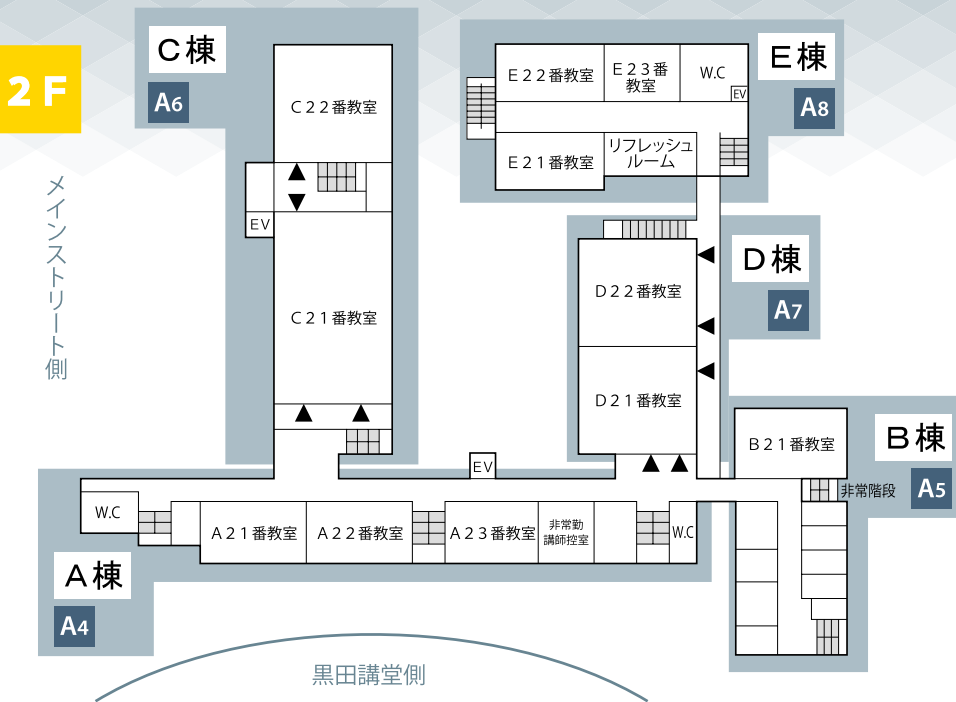 ２Ｆ
Ｃ棟
A6
Ｃ２２番教室
EV
Ｃ２１番教室
メインストリート側
Ｅ棟
A8
Ｅ２２番教室
Ｅ２３番
教室
W.C
EV
Ｅ２１番教室
リフレッシュ
ルーム
Ｄ棟
A7
Ｄ２２番教室
Ｄ２１番教室
Ｂ棟
A5
Ｂ２１番教室
非常階段
EV
W.C
Ａ２１番教室
Ａ２２番教室
Ａ２３番教室
非常勤
講師控室
W.C
Ａ棟
A4
黒田講堂側